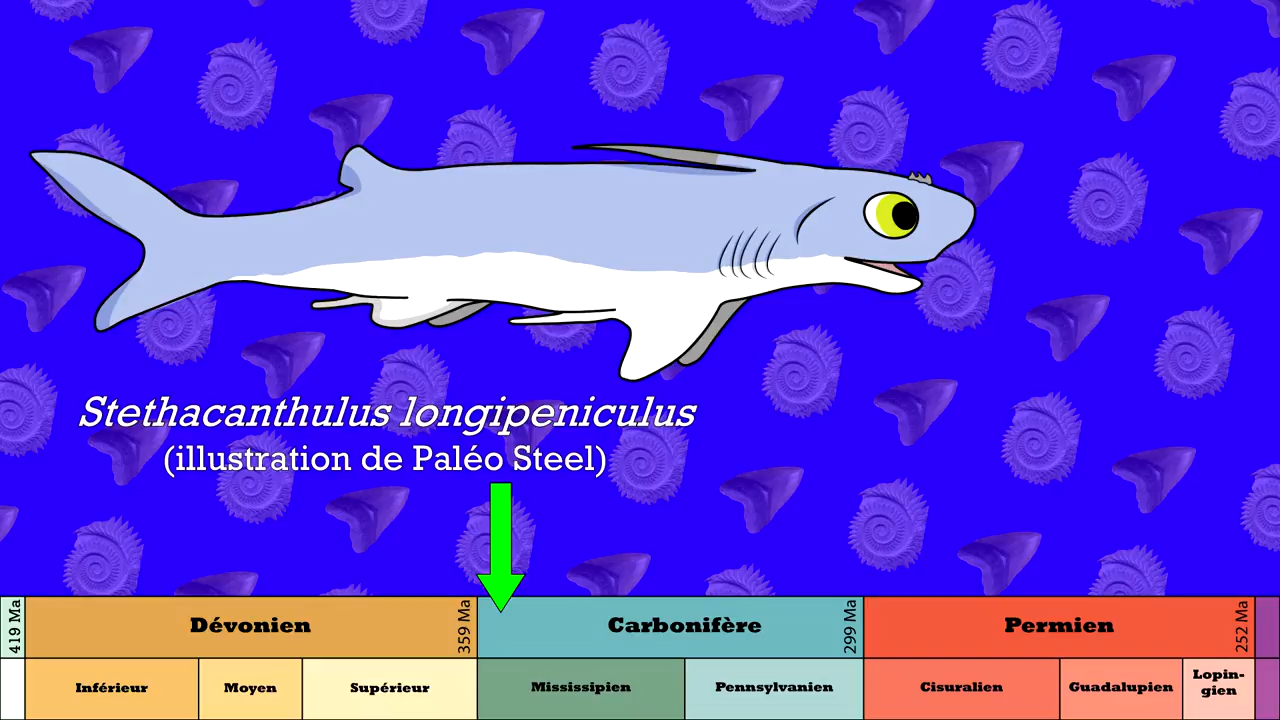 Stethacanthulus longipeniculus
(illustration de Paléo Steel)
419 Ma
Dévonien
359 Ma
Carbonifère
299 Ma
Permien
252 Ma
Inférieur
Moyen
Supérieur
Mississipien
Pennsylvanien
Cisuralien
Guadalupien
Lopin-
gien